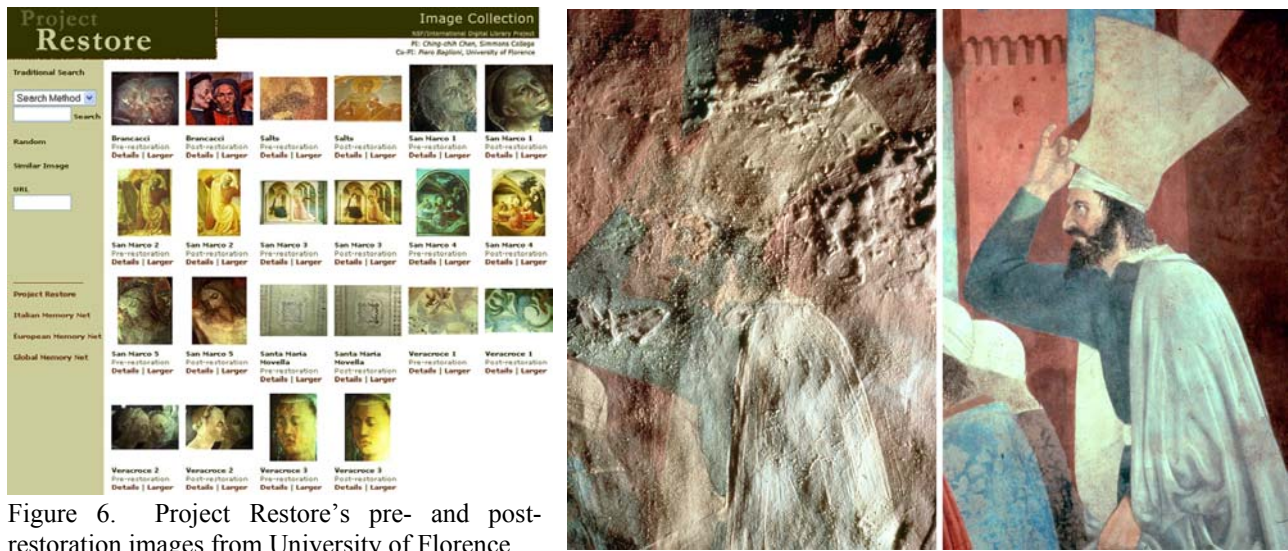 Project
Restore
Image Collection
NSF/International Digital Library Project
PI: Ching-chih Chen, Simmons College
Co-PI: Piero Baglioni, University of Florence
Traditional Search
Search Method
Search
Random
Similar Image
URL
Project Restore
Italian Memory Net
European Memory Net
Global Memory Net
Brancacci Brancacci Salto Salto San Marco 1 San Marco 1
Pre-restoration Post-restoration Pre-restoration Post-restoration Pre-restoration Post-restoration
Details | Larger Details | Larger Details | Larger Details | Larger Details | Larger Details | Larger
San Marco 2 San Marco 2 San Marco 3 San Marco 3 San Marco 4 San Marco 4
Pre-restoration Post-restoration Pre-restoration Post-restoration Pre-restoration Post-restoration
Details | Larger Details | Larger Details | Larger Details | Larger Details | Larger Details | Larger
San Marco 5 San Marco 5 Santa Maria Santa Maria Veracroce 1 Veracroce 1
Pre-restoration Post-restoration Novella Novella Pre-restoration Post-restoration
Details | Larger Details | Larger Pre-restoration Post-restoration Details | Larger Details | Larger
Details | Larger Details | Larger
Veracroce 2 Veracroce 2 Veracroce 3 Veracroce 3
Pre-restoration Post-restoration Pre-restoration Post-restoration
Details | Larger Details | Larger Details | Larger Details | Larger
Figure 6. Project Restore's pre- and post-
restoration images from University of Florence